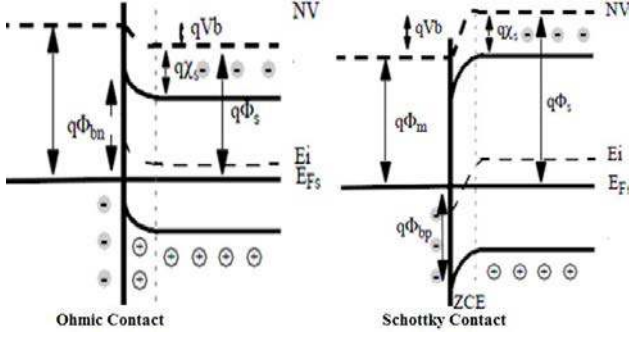 NV
qVb
qχs
qΦbn
qΦs
Ei
EFs
Ohmic Contact
NV
qVb
qχs
qΦm
qΦs
Ei
EFs
qΦbp
ZCE
Schottky Contact